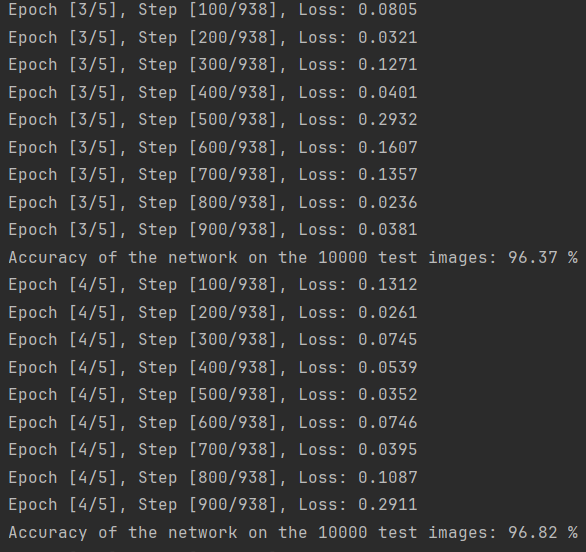 Epoch [3/5], Step [100/938], Loss: 0.0805
Epoch [3/5], Step [200/938], Loss: 0.0321
Epoch [3/5], Step [300/938], Loss: 0.1271
Epoch [3/5], Step [400/938], Loss: 0.0401
Epoch [3/5], Step [500/938], Loss: 0.2932
Epoch [3/5], Step [600/938], Loss: 0.1607
Epoch [3/5], Step [700/938], Loss: 0.1357
Epoch [3/5], Step [800/938], Loss: 0.0236
Epoch [3/5], Step [900/938], Loss: 0.0381
Accuracy of the network on the 10000 test images: 96.37 %
Epoch [4/5], Step [100/938], Loss: 0.1312
Epoch [4/5], Step [200/938], Loss: 0.0261
Epoch [4/5], Step [300/938], Loss: 0.0745
Epoch [4/5], Step [400/938], Loss: 0.0539
Epoch [4/5], Step [500/938], Loss: 0.0352
Epoch [4/5], Step [600/938], Loss: 0.0746
Epoch [4/5], Step [700/938], Loss: 0.0395
Epoch [4/5], Step [800/938], Loss: 0.1087
Epoch [4/5], Step [900/938], Loss: 0.2911
Accuracy of the network on the 10000 test images: 96.82 %